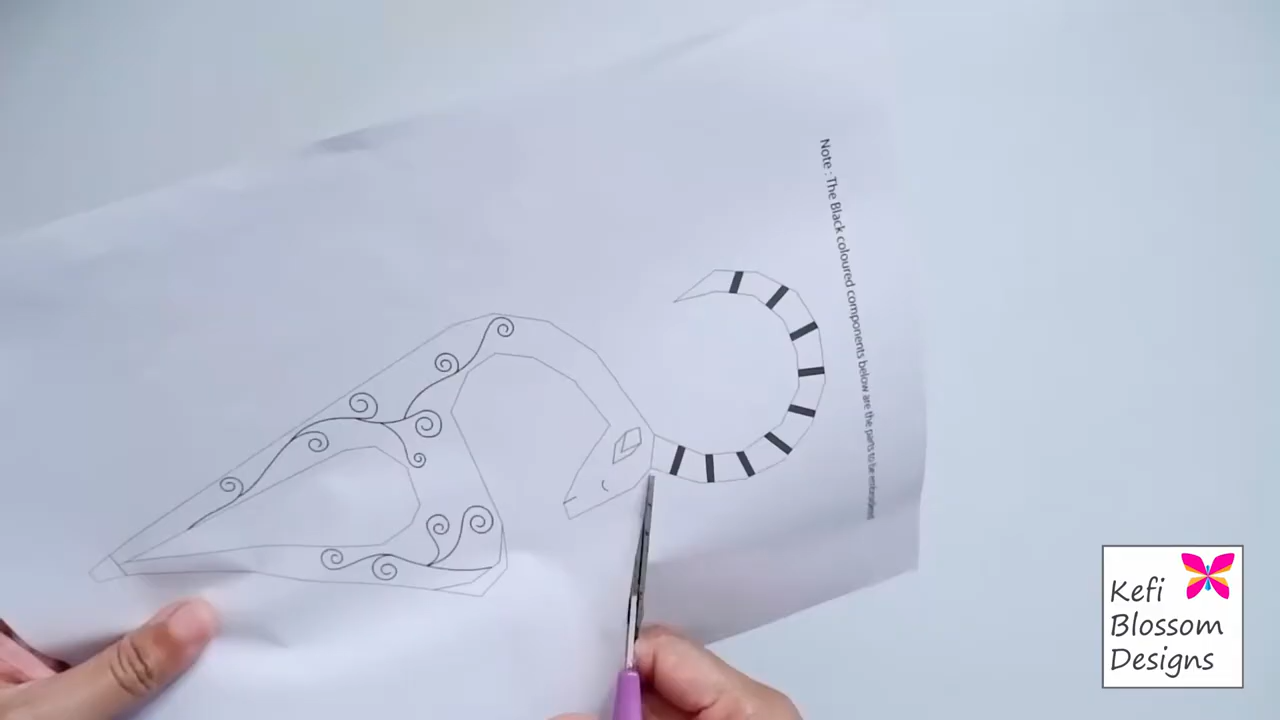 Note : The Black coloured components below are the parts to be embroidered
Kefi
Blossom
Designs